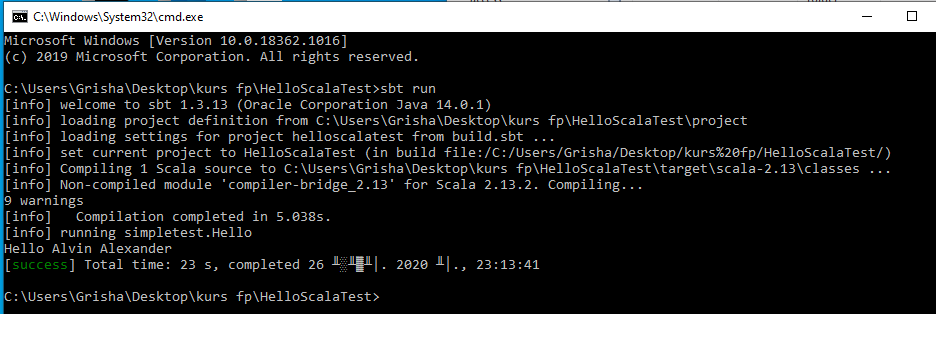 C:\Windows\System32\cmd.exe
Microsoft Windows [Version 10.0.18362.1016]
(c) 2019 Microsoft Corporation. All rights reserved.
C:\Users\Grisha\Desktop\kurs fp\HelloScalaTest>sbt run
[info] welcome to sbt 1.3.13 (Oracle Corporation Java 14.0.1)
[info] loading project definition from C:\Users\Grisha\Desktop\kurs fp\HelloScalaTest\project
[info] loading settings for project helloscalatest from build.sbt ...
[info] set current project to HelloScalaTest (in build file:/C:/Users/Grisha/Desktop/kurs%20fp/HelloScalaTest/)
[info] Compiling 1 Scala source to C:\Users\Grisha\Desktop\kurs fp\HelloScalaTest\target\scala-2.13\classes ...
[info] Non-compiled module 'compiler-bridge_2.13' for Scala 2.13.2. Compiling...
9 warnings
[info]   Compilation completed in 5.038s.
[info] running simpletest.Hello
Hello Alvin Alexander
[success] Total time: 23 s, completed 26 ╨░╨▓╨│. 2020 ╨│., 23:13:41
C:\Users\Grisha\Desktop\kurs fp\HelloScalaTest>